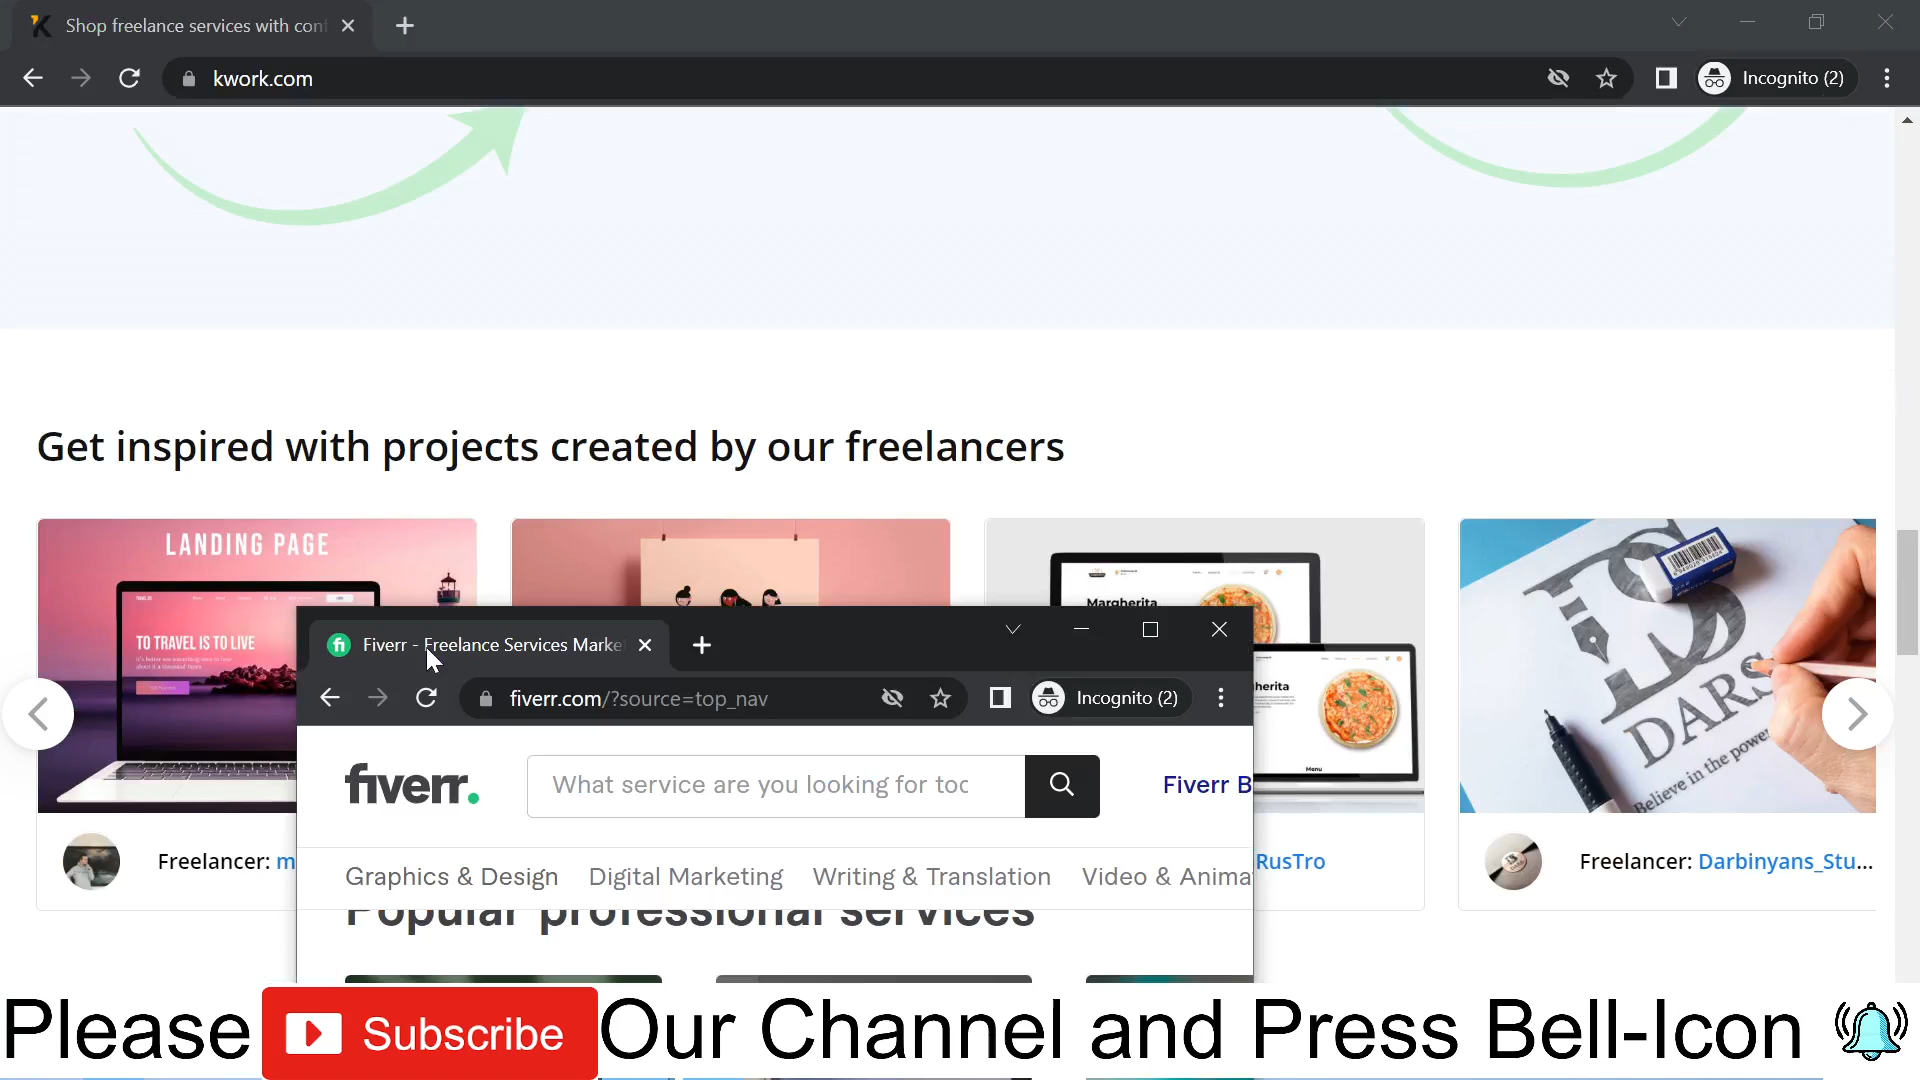 Shop freelance services with con
kwork.com
Incognito (2)
Get inspired with projects created by our freelancers
LANDING PAGE
TO TRAVEL IS TO LIVE
Margherita
herita
Menu
DARS
Believe in the power
Fiverr - Freelance Services Marke
fiverr.com/?source=top_nav
Incognito (2)
fiverr.
What service are you looking for toc
Fiverr B
Graphics & Design Digital Marketing Writing & Translation Video & Anima
Popular professional services
Freelancer: m
RusTro
Freelancer: Darbinyans_Stu...
Please Subscribe Our Channel and Press Bell-Icon